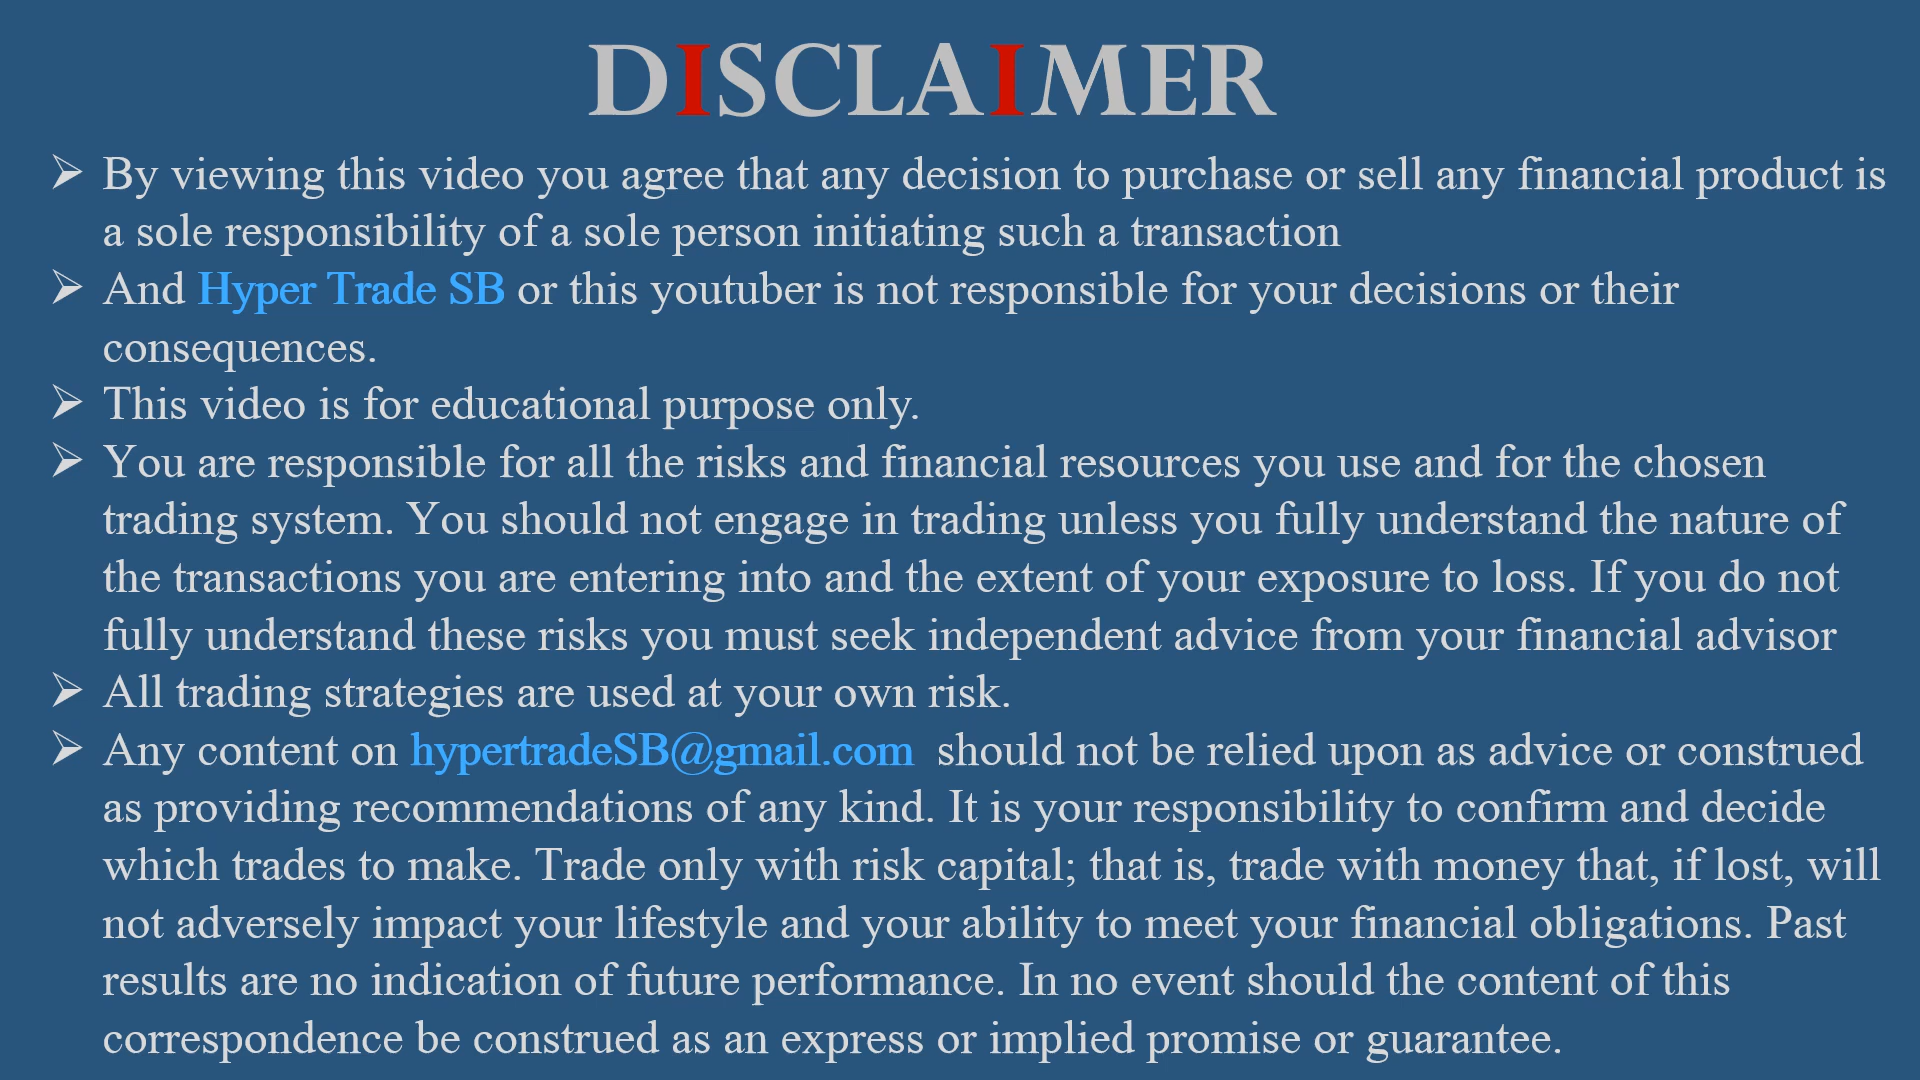 DISCLAIMER
➢ By viewing this video you agree that any decision to purchase or sell any financial product is
a sole responsibility of a sole person initiating such a transaction
➢ And Hyper Trade SB or this youtuber is not responsible for your decisions or their
consequences.
➢ This video is for educational purpose only.
➢ You are responsible for all the risks and financial resources you use and for the chosen
trading system. You should not engage in trading unless you fully understand the nature of
the transactions you are entering into and the extent of your exposure to loss. If you do not
fully understand these risks you must seek independent advice from your financial advisor
➢ All trading strategies are used at your own risk.
➢ Any content on hypertradeSB@gmail.com should not be relied upon as advice or construed
as providing recommendations of any kind. It is your responsibility to confirm and decide
which trades to make. Trade only with risk capital; that is, trade with money that, if lost, will
not adversely impact your lifestyle and your ability to meet your financial obligations. Past
results are no indication of future performance. In no event should the content of this
correspondence be construed as an express or implied promise or guarantee.